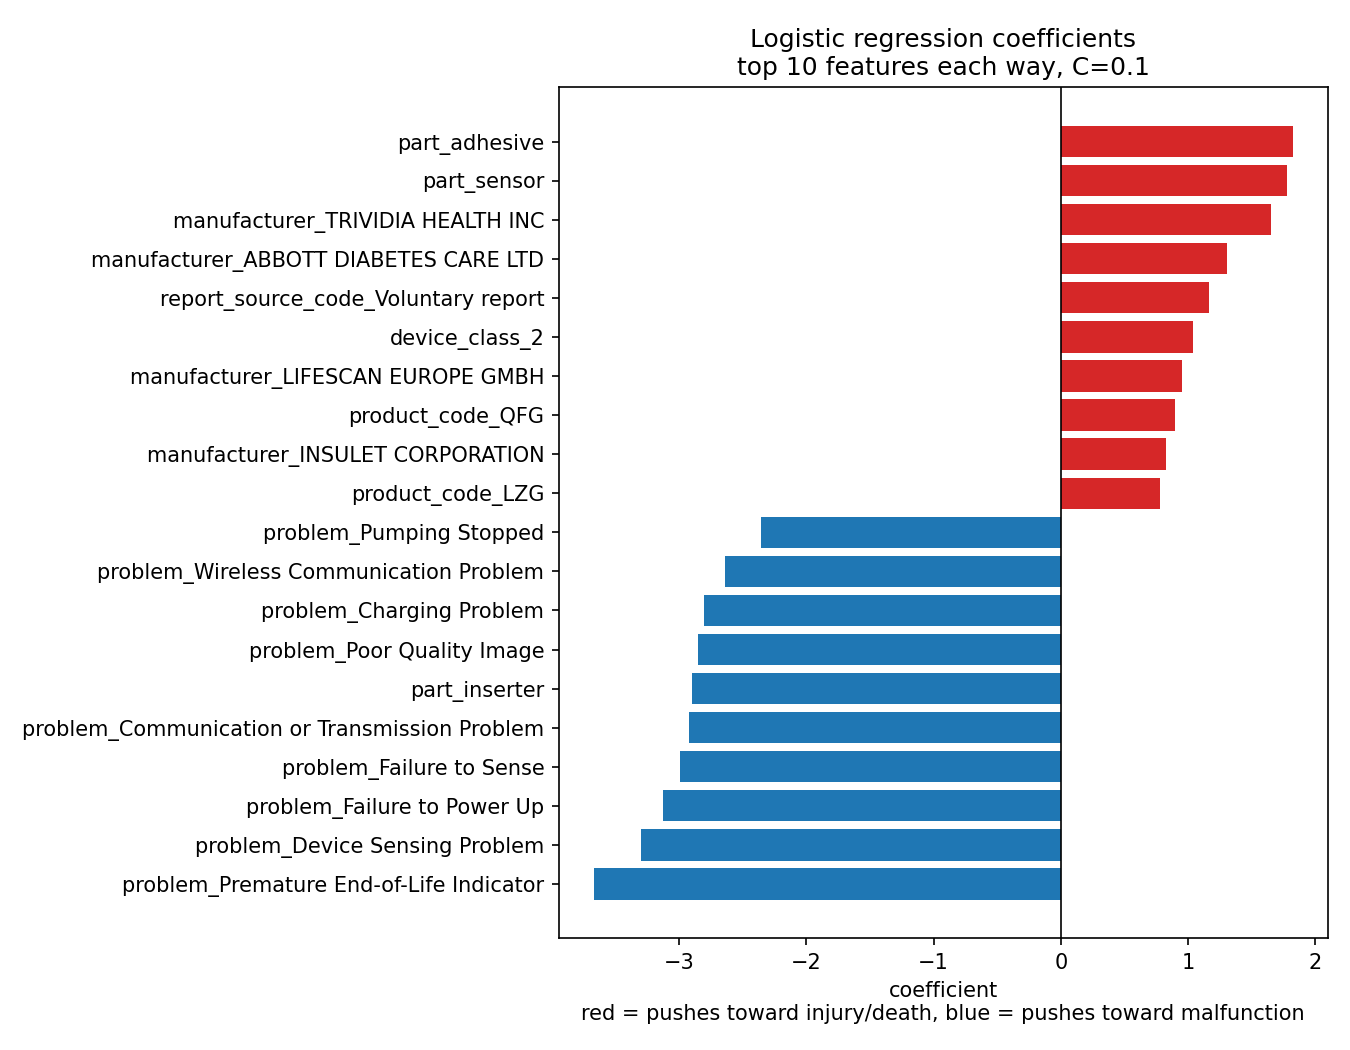 Logistic regression coefficients
top 10 features each way, C=0.1
part_adhesive
part_sensor
manufacturer_TRIVIDIA HEALTH INC
manufacturer_ABBOTT DIABETES CARE LTD
report_source_code_Voluntary report
device_class_2
manufacturer_LIFESCAN EUROPE GMBH
product_code_QFG
manufacturer_INSULET CORPORATION
product_code_LZG
problem_Pumping Stopped
problem_Wireless Communication Problem
problem_Charging Problem
problem_Poor Quality Image
part_inserter
problem_Communication or Transmission Problem
problem_Failure to Sense
problem_Failure to Power Up
problem_Device Sensing Problem
problem_Premature End-of-Life Indicator
−3 −2 −1 0 1 2
coefficient
red = pushes toward injury/death, blue = pushes toward malfunction